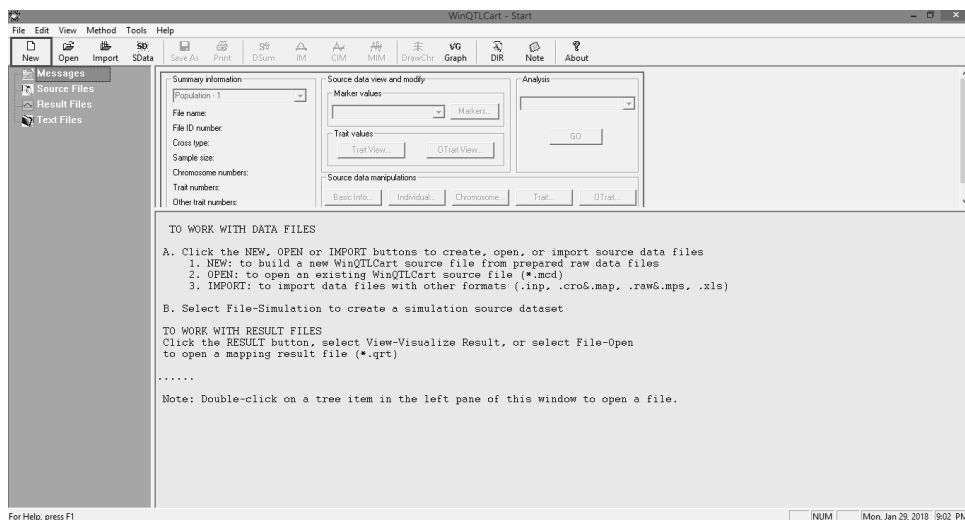 WinQTLCart - Start
File Edit View Method Tools Help
New Open Import SData Save As Print DSum IM CIM MIM DrawChr Graph DIR Note About
Messages
Source Files
Result Files
Text Files
Summary information
Population - 1
File name:
File ID number:
Cross type:
Sample size:
Chromosome numbers:
Trait numbers:
Other trait numbers:
Source data view and modify
Marker values
Markers...
Trait values
Trait View... OTrait View...
Source data manipulations
Basic Info... Individual... Chromosome... Trait... OTrait...
Analysis
GO
TO WORK WITH DATA FILES
A. Click the NEW, OPEN or IMPORT buttons to create, open, or import source data files
1. NEW: to build a new WinQTLCart source file from prepared raw data files
2. OPEN: to open an existing WinQTLCart source file (*.mcd)
3. IMPORT: to import data files with other formats (.inp, .cro&.map, .raw&.mps, .xls)
B. Select File-Simulation to create a simulation source dataset
TO WORK WITH RESULT FILES
Click the RESULT button, select View-Visualize Result, or select File-Open
to open a mapping result file (*.qrt)
......
Note: Double-click on a tree item in the left pane of this window to open a file.
For Help, press F1
NUM Mon, Jan 29, 2018 9:02 PM